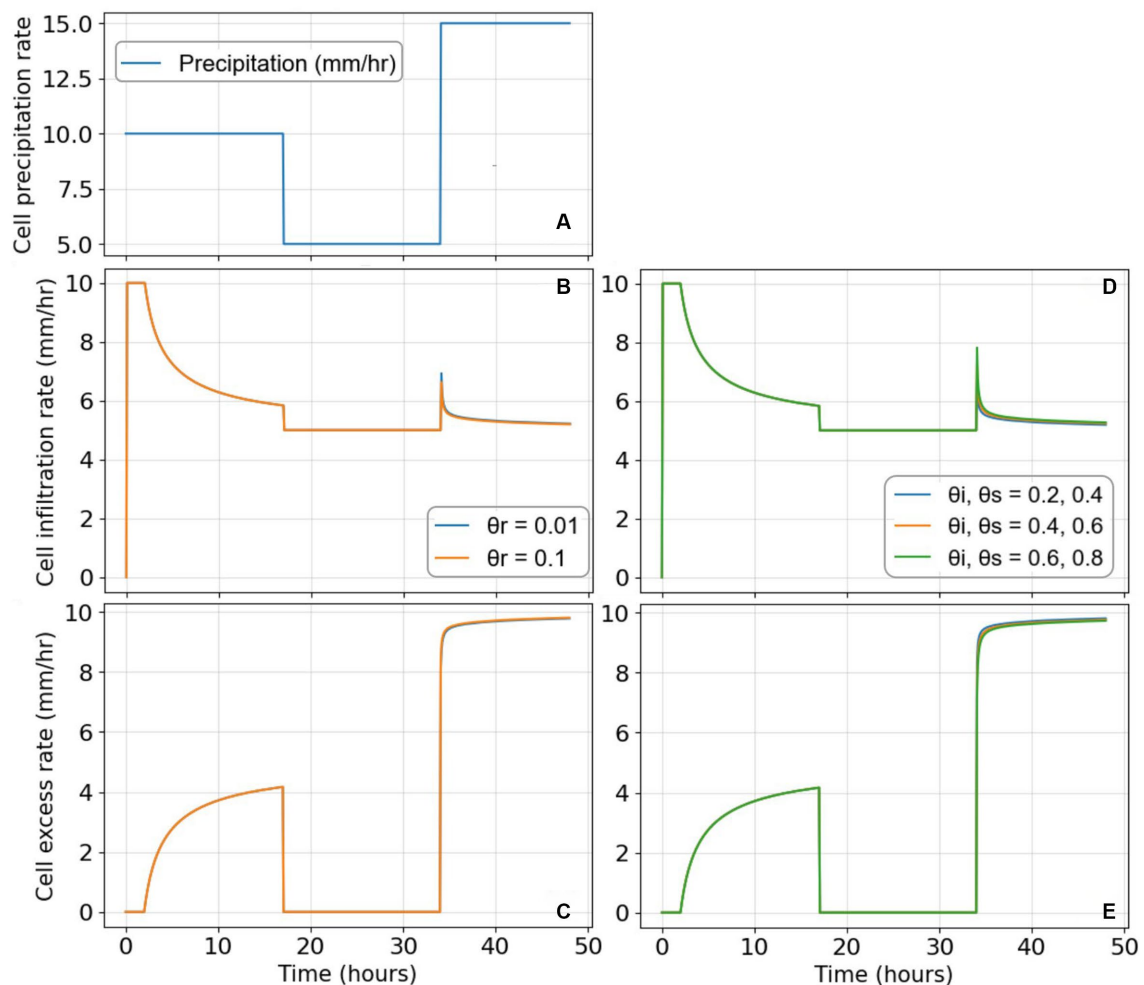 Cell precipitation rate
15.0
12.5
10.0
7.5
5.0
Precipitation (mm/hr)
A
Cell infiltration rate (mm/hr)
10
8
6
4
2
0
θr = 0.01
θr = 0.1
B
10
8
6
4
2
0
θi, θs = 0.2, 0.4
θi, θs = 0.4, 0.6
θi, θs = 0.6, 0.8
D
Cell excess rate (mm/hr)
10
8
6
4
2
0
C
0 10 20 30 40 50
Time (hours)
10
8
6
4
2
0
E
0 10 20 30 40 50
Time (hours)